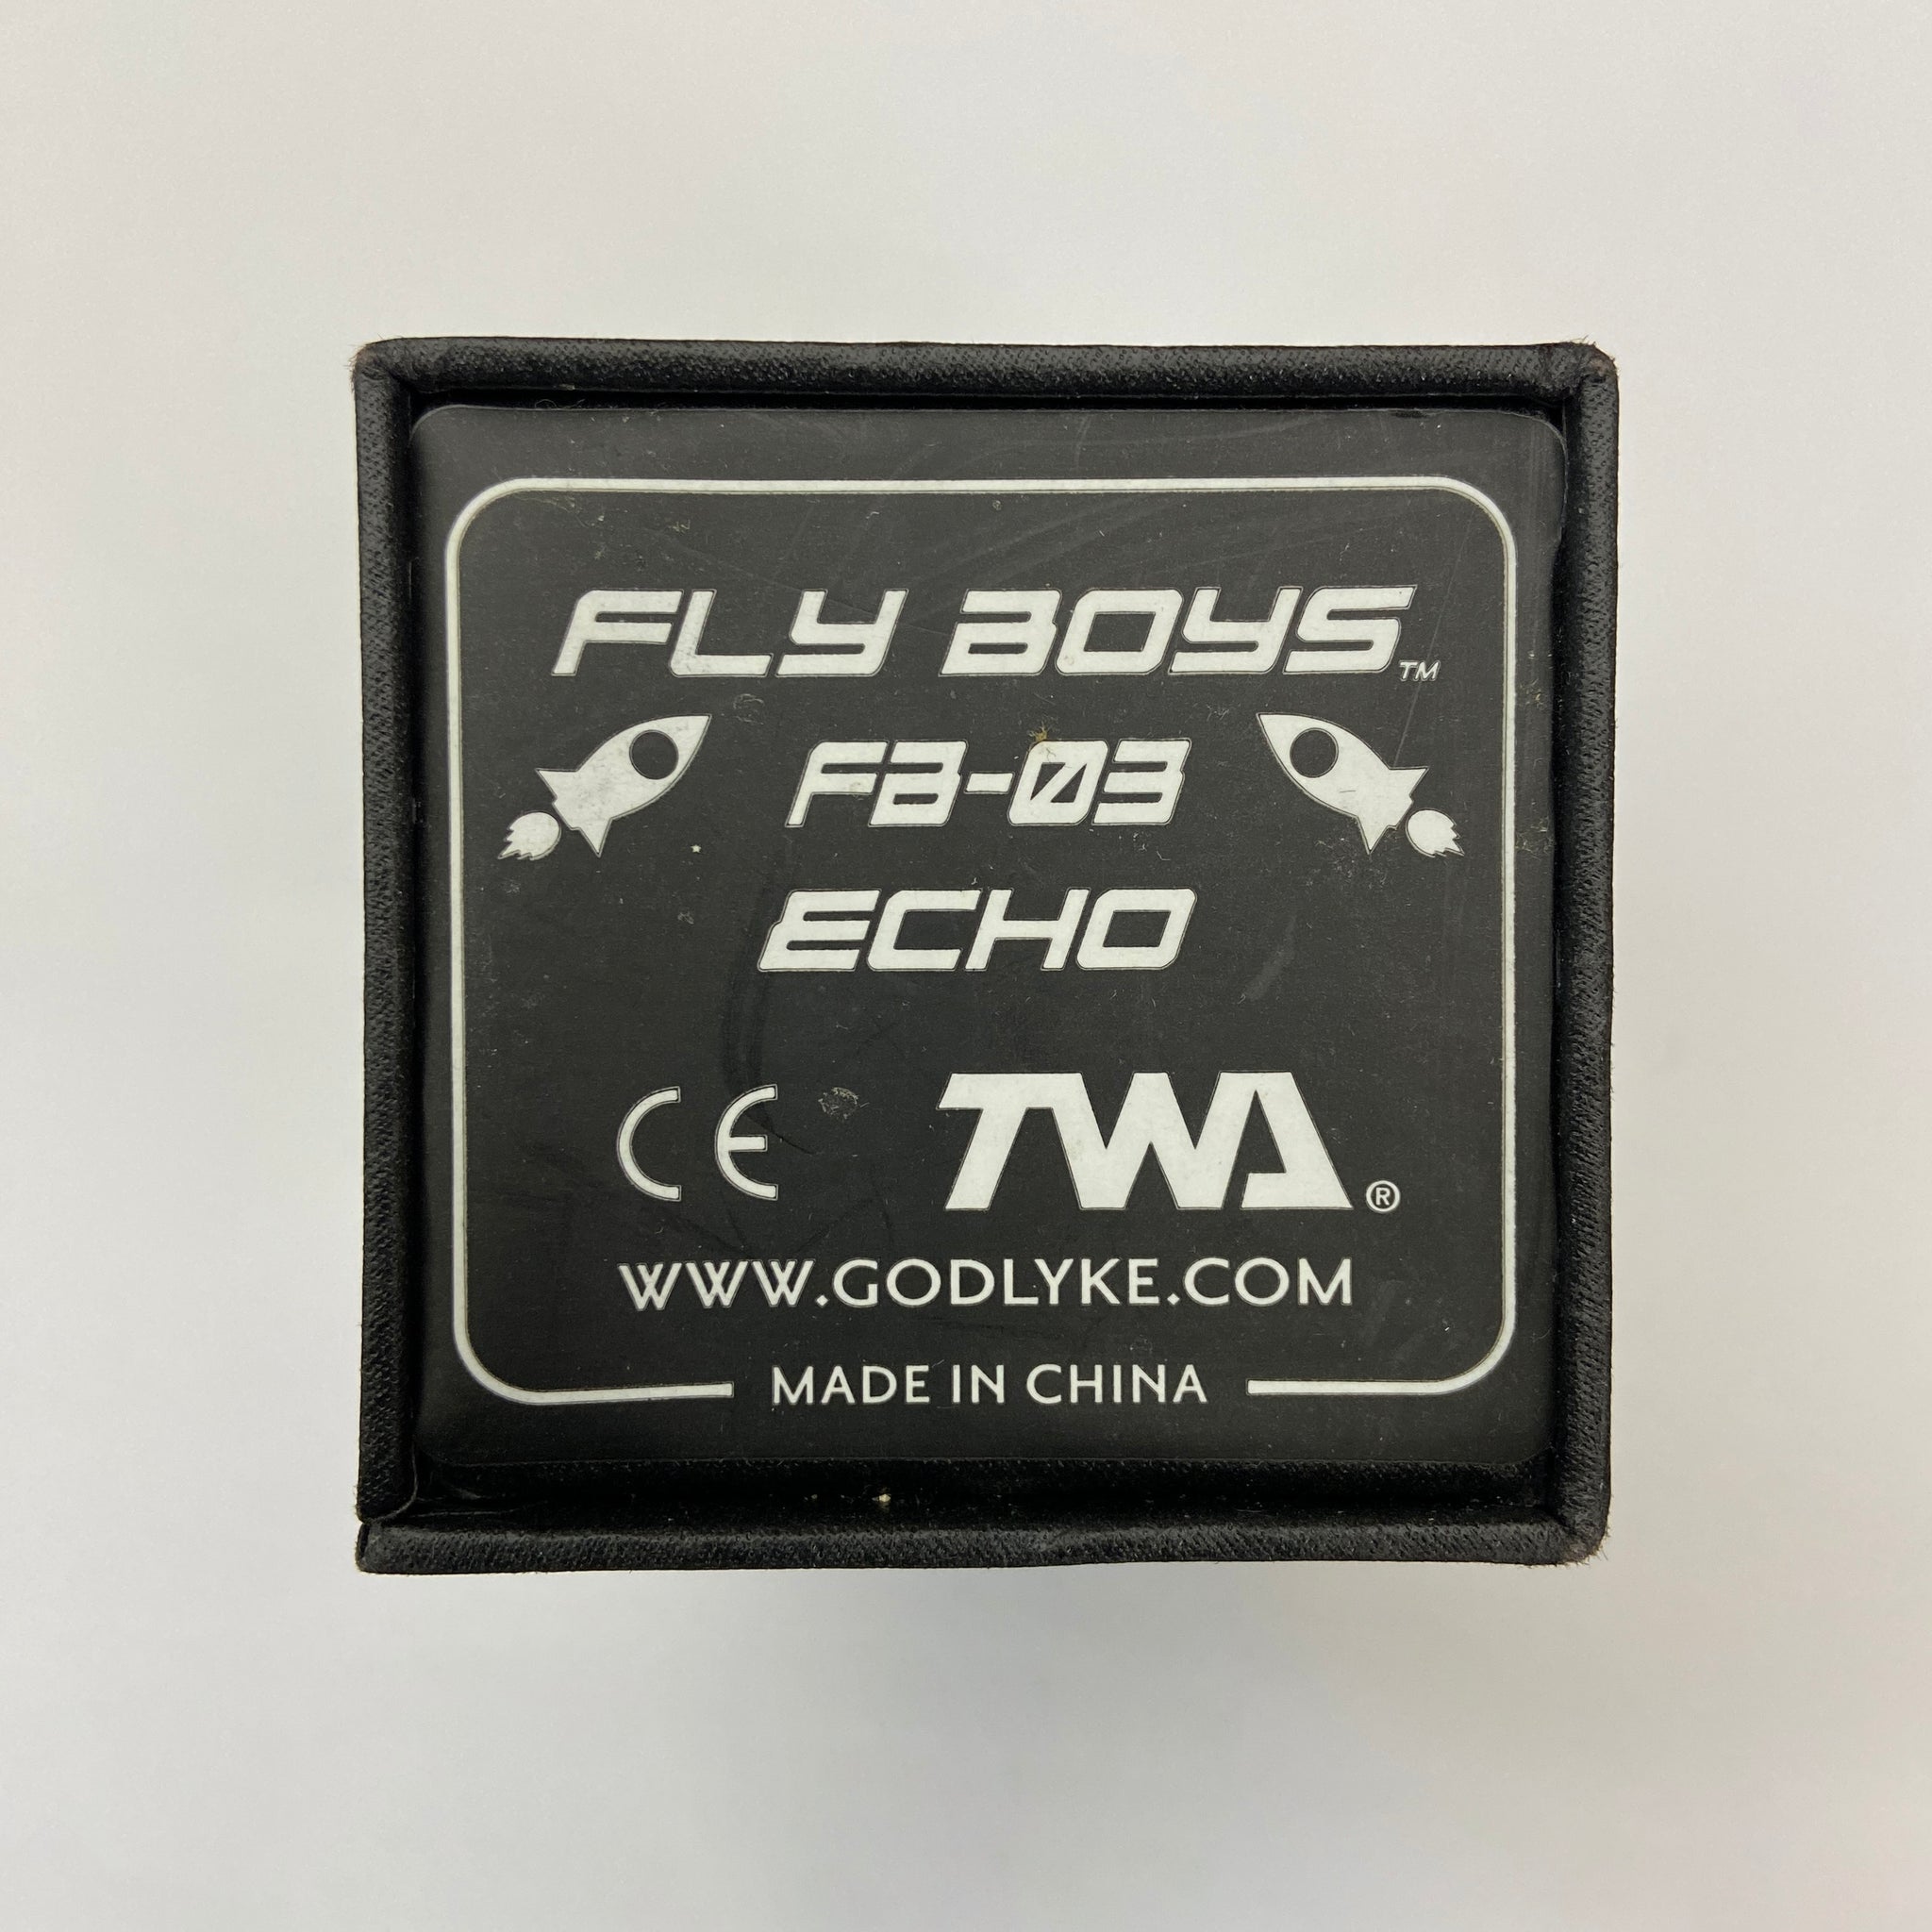 FLY BOYS™
FB-03
ECHO
CE TWA®
WWW.GODLYKE.COM
MADE IN CHINA